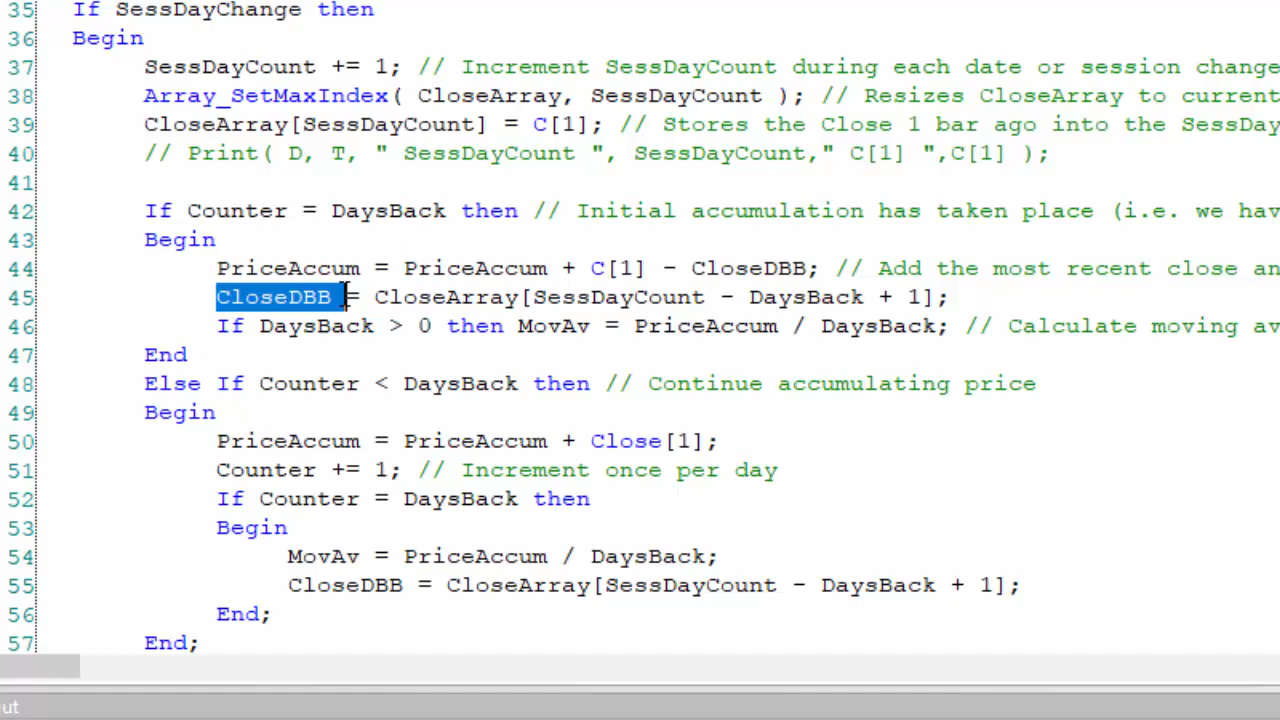 35 If SessDayChange then
36 Begin
37 SessDayCount += 1; // Increment SessDayCount during each date or session change
38 Array_SetMaxIndex( CloseArray, SessDayCount ); // Resizes CloseArray to current
39 CloseArray[SessDayCount] = C[1]; // Stores the Close 1 bar ago into the SessDay
40 // Print( D, T, " SessDayCount ", SessDayCount," C[1] ",C[1] );
41
42 If Counter = DaysBack then // Initial accumulation has taken place (i.e. we hav
43 Begin
44 PriceAccum = PriceAccum + C[1] - CloseDBB; // Add the most recent close an
45 CloseDBB = CloseArray[SessDayCount - DaysBack + 1];
46 If DaysBack > 0 then MovAv = PriceAccum / DaysBack; // Calculate moving av
47 End
48 Else If Counter < DaysBack then // Continue accumulating price
49 Begin
50 PriceAccum = PriceAccum + Close[1];
51 Counter += 1; // Increment once per day
52 If Counter = DaysBack then
53 Begin
54 MovAv = PriceAccum / DaysBack;
55 CloseDBB = CloseArray[SessDayCount - DaysBack + 1];
56 End;
57 End;
ut